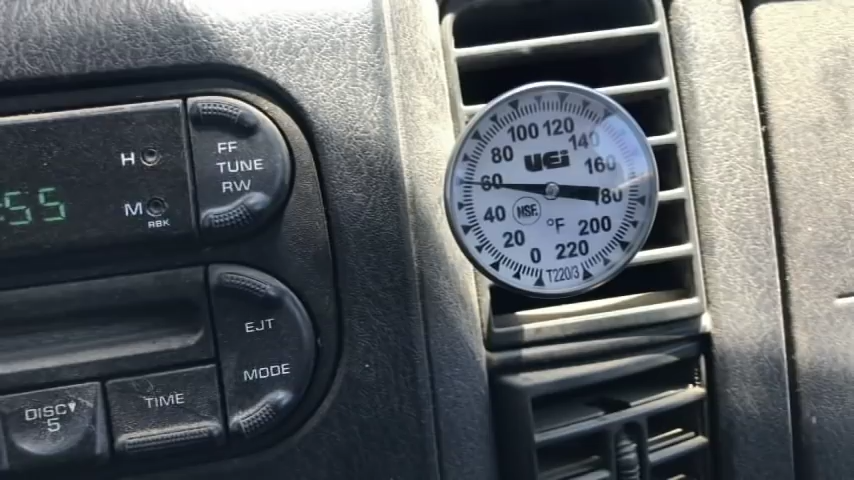 FF
TUNE
RW
H
M
RBK
55
EJT
MODE
TIME
DISC
5
0
20
40
60
80
100
120
140
160
180
200
220
UEi
NSF.
°F
T220/3